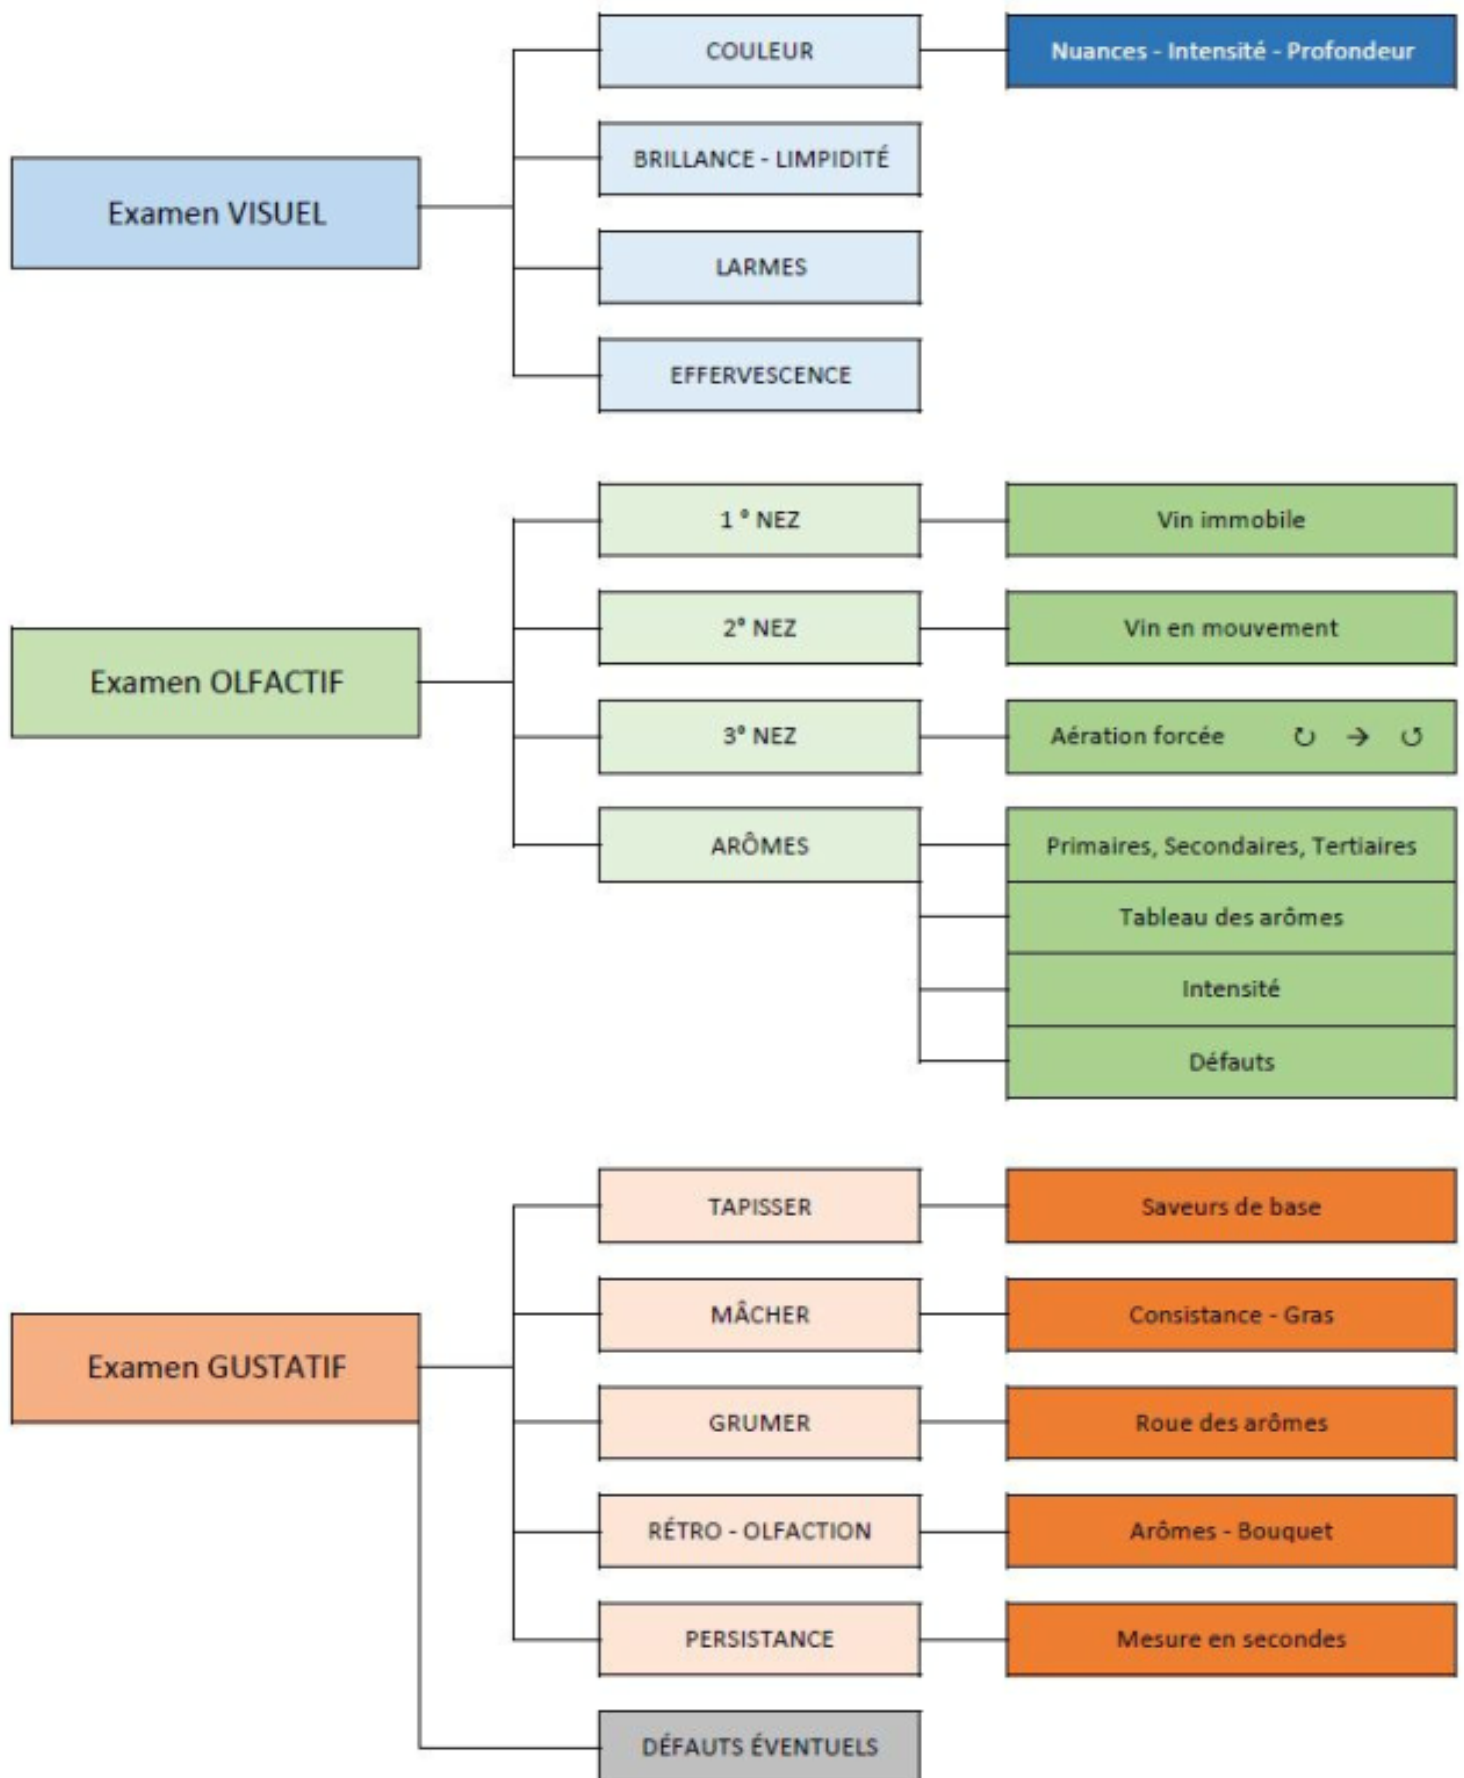 COULEUR
Nuances - Intensité - Profondeur
BRILLANCE - LIMPIDITÉ
Examen VISUEL
LARMES
EFFERVESCENCE
1 ° NEZ
Vin immobile
2° NEZ
Vin en mouvement
Examen OLFACTIF
3° NEZ
Aération forcée ↻ → ↺
ARÔMES
Primaires, Secondaires, Tertiaires
Tableau des arômes
Intensité
Défauts
TAPISSER
Saveurs de base
MÂCHER
Consistance - Gras
Examen GUSTATIF
GRUMER
Roue des arômes
RÉTRO - OLFACTION
Arômes - Bouquet
PERSISTANCE
Mesure en secondes
DÉFAUTS ÉVENTUELS